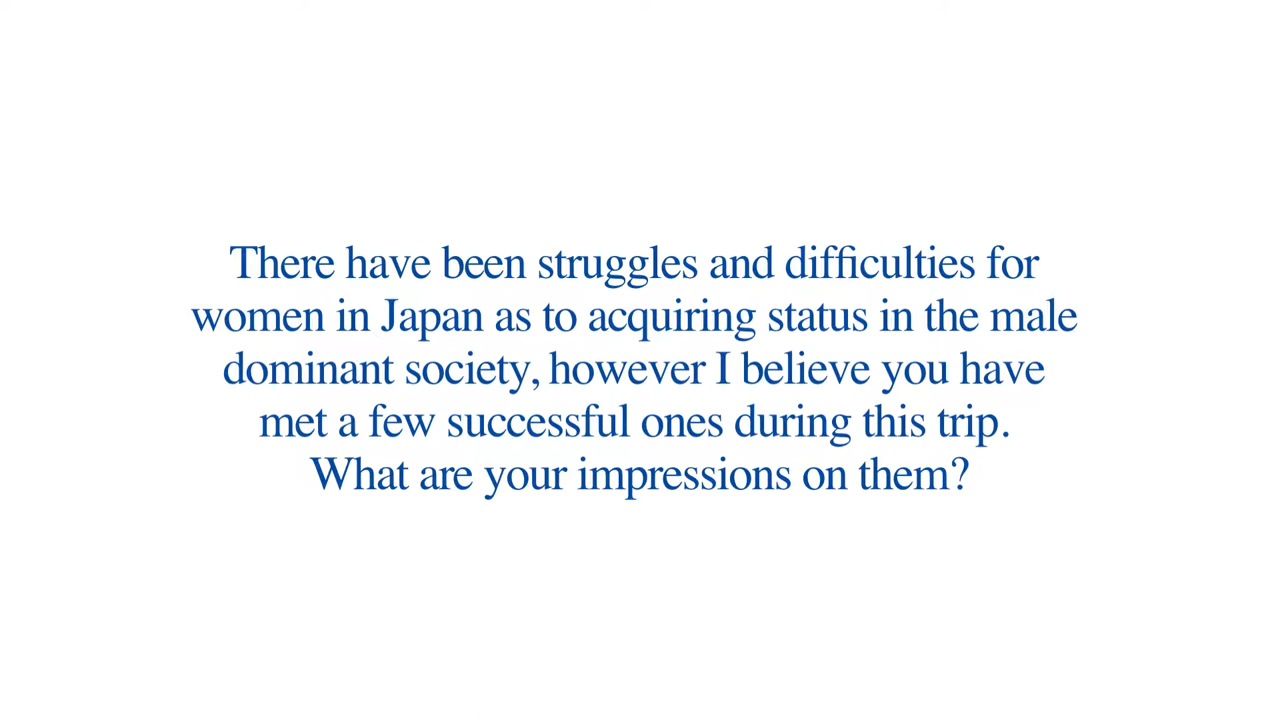 There have been struggles and difficulties for
women in Japan as to acquiring status in the male
dominant society, however I believe you have
met a few successful ones during this trip.
What are your impressions on them?